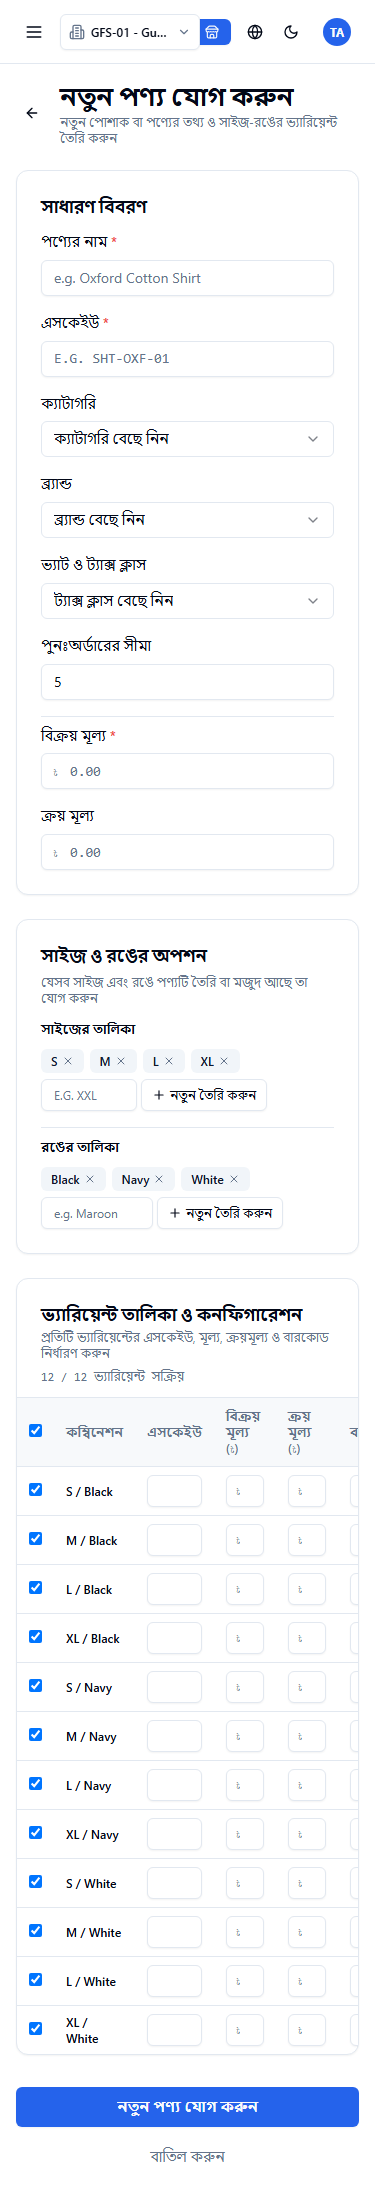 GFS-01 - Gu...
TA
নতুন পণ্য যোগ করুন
নতুন পোশাক বা পণ্যের তথ্য ও সাইজ-রঙের ভ্যারিয়েন্ট
তৈরি করুন
সাধারণ বিবরণ
পণ্যের নাম *
e.g. Oxford Cotton Shirt
এসকেইউ *
E.G. SHT-OXF-01
ক্যাটাগরি
ক্যাটাগরি বেছে নিন
ব্র্যান্ড
ব্র্যান্ড বেছে নিন
ভ্যাট ও ট্যাক্স ক্লাস
ট্যাক্স ক্লাস বেছে নিন
পুনঃঅর্ডারের সীমা
5
বিক্রয় মূল্য *
৳ 0.00
ক্রয় মূল্য
৳ 0.00
সাইজ ও রঙের অপশন
যেসব সাইজ এবং রঙে পণ্যটি তৈরি বা মজুদ আছে তা
যোগ করুন
সাইজের তালিকা
S × M × L × XL ×
E.G. XXL + নতুন তৈরি করুন
রঙের তালিকা
Black × Navy × White ×
e.g. Maroon + নতুন তৈরি করুন
ভ্যারিয়েন্ট তালিকা ও কনফিগারেশন
প্রতিটি ভ্যারিয়েন্টের এসকেইউ, মূল্য, ক্রয়মূল্য ও বারকোড
নির্ধারণ করুন
12 / 12 ভ্যারিয়েন্ট সক্রিয়
কম্বিনেশন এসকেইউ বিক্রয় মূল্য (৳) ক্রয় মূল্য (৳) ব
S / Black ৳ ৳
M / Black ৳ ৳
L / Black ৳ ৳
XL / Black ৳ ৳
S / Navy ৳ ৳
M / Navy ৳ ৳
L / Navy ৳ ৳
XL / Navy ৳ ৳
S / White ৳ ৳
M / White ৳ ৳
L / White ৳ ৳
XL / White ৳ ৳
নতুন পণ্য যোগ করুন
বাতিল করুন